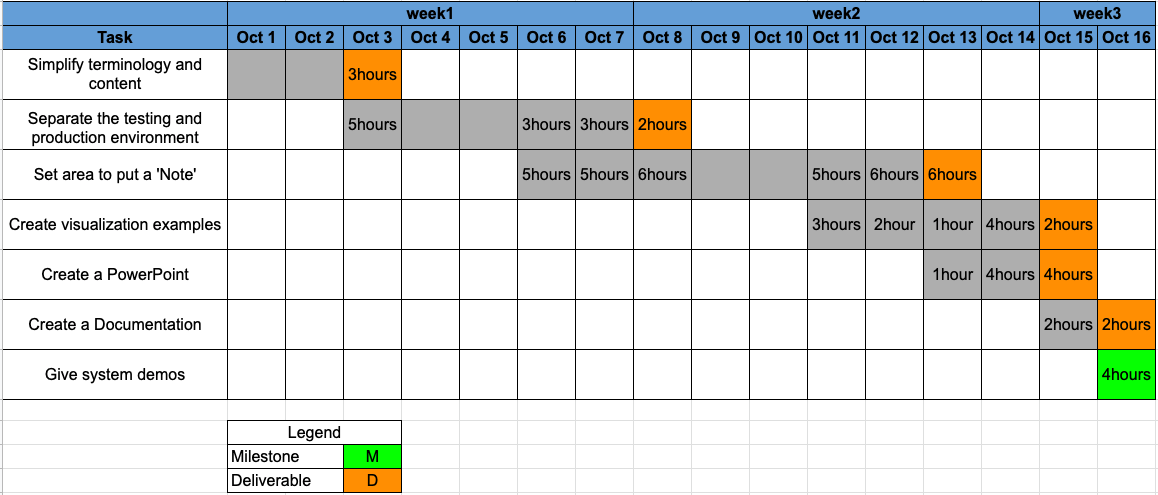 week1 week2 week3
Task Oct 1 Oct 2 Oct 3 Oct 4 Oct 5 Oct 6 Oct 7 Oct 8 Oct 9 Oct 10 Oct 11 Oct 12 Oct 13 Oct 14 Oct 15 Oct 16
Simplify terminology and
content
3hours
Separate the testing and
production environment
5hours 3hours 3hours 2hours
Set area to put a 'Note' 5hours 5hours 6hours 5hours 6hours 6hours
Create visualization examples 3hours 2hour 1hour 4hours 2hours
Create a PowerPoint 1hour 4hours 4hours
Create a Documentation 2hours 2hours
Give system demos 4hours
Legend
Milestone M
Deliverable D